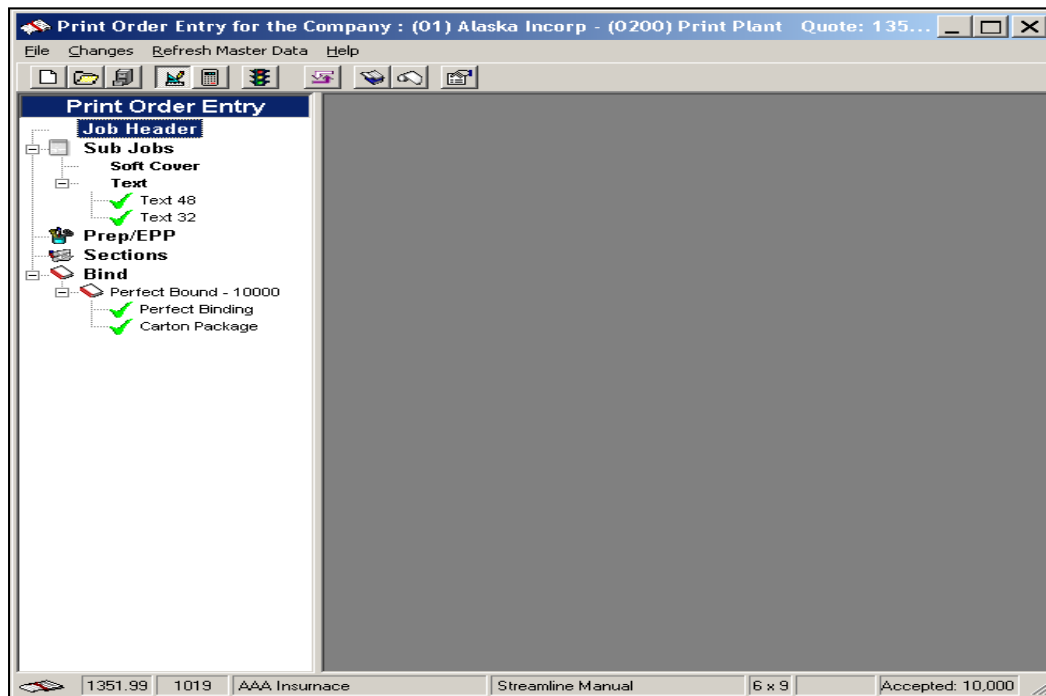 Print Order Entry for the Company : (01) Alaska Incorp - (0200) Print Plant Quote: 135...
File Changes Refresh Master Data Help
Print Order Entry
Job Header
Sub Jobs
Soft Cover
Text
Text 48
Text 32
Prep/EPP
Sections
Bind
Perfect Bound - 10000
Perfect Binding
Carton Package
1351.99 1019 AAA Insurnace Streamline Manual 6 x 9 Accepted: 10,000